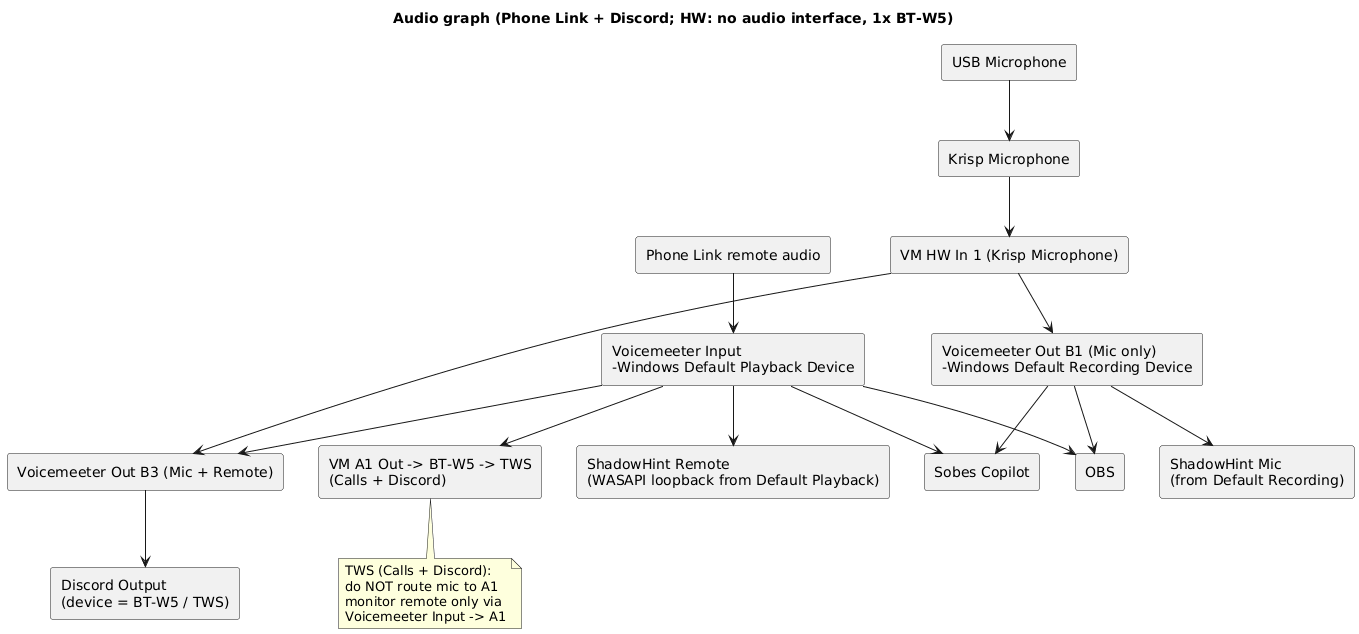 Audio graph (Phone Link + Discord; HW: no audio interface, 1x BT-W5)
USB Microphone
Krisp Microphone
Phone Link remote audio
VM HW In 1 (Krisp Microphone)
Voicemeeter Input
-Windows Default Playback Device
Voicemeeter Out B1 (Mic only)
-Windows Default Recording Device
Voicemeeter Out B3 (Mic + Remote)
VM A1 Out -> BT-W5 -> TWS
(Calls + Discord)
ShadowHint Remote
(WASAPI loopback from Default Playback)
Sobes Copilot
OBS
ShadowHint Mic
(from Default Recording)
Discord Output
(device = BT-W5 / TWS)
TWS (Calls + Discord):
do NOT route mic to A1
monitor remote only via
Voicemeeter Input -> A1